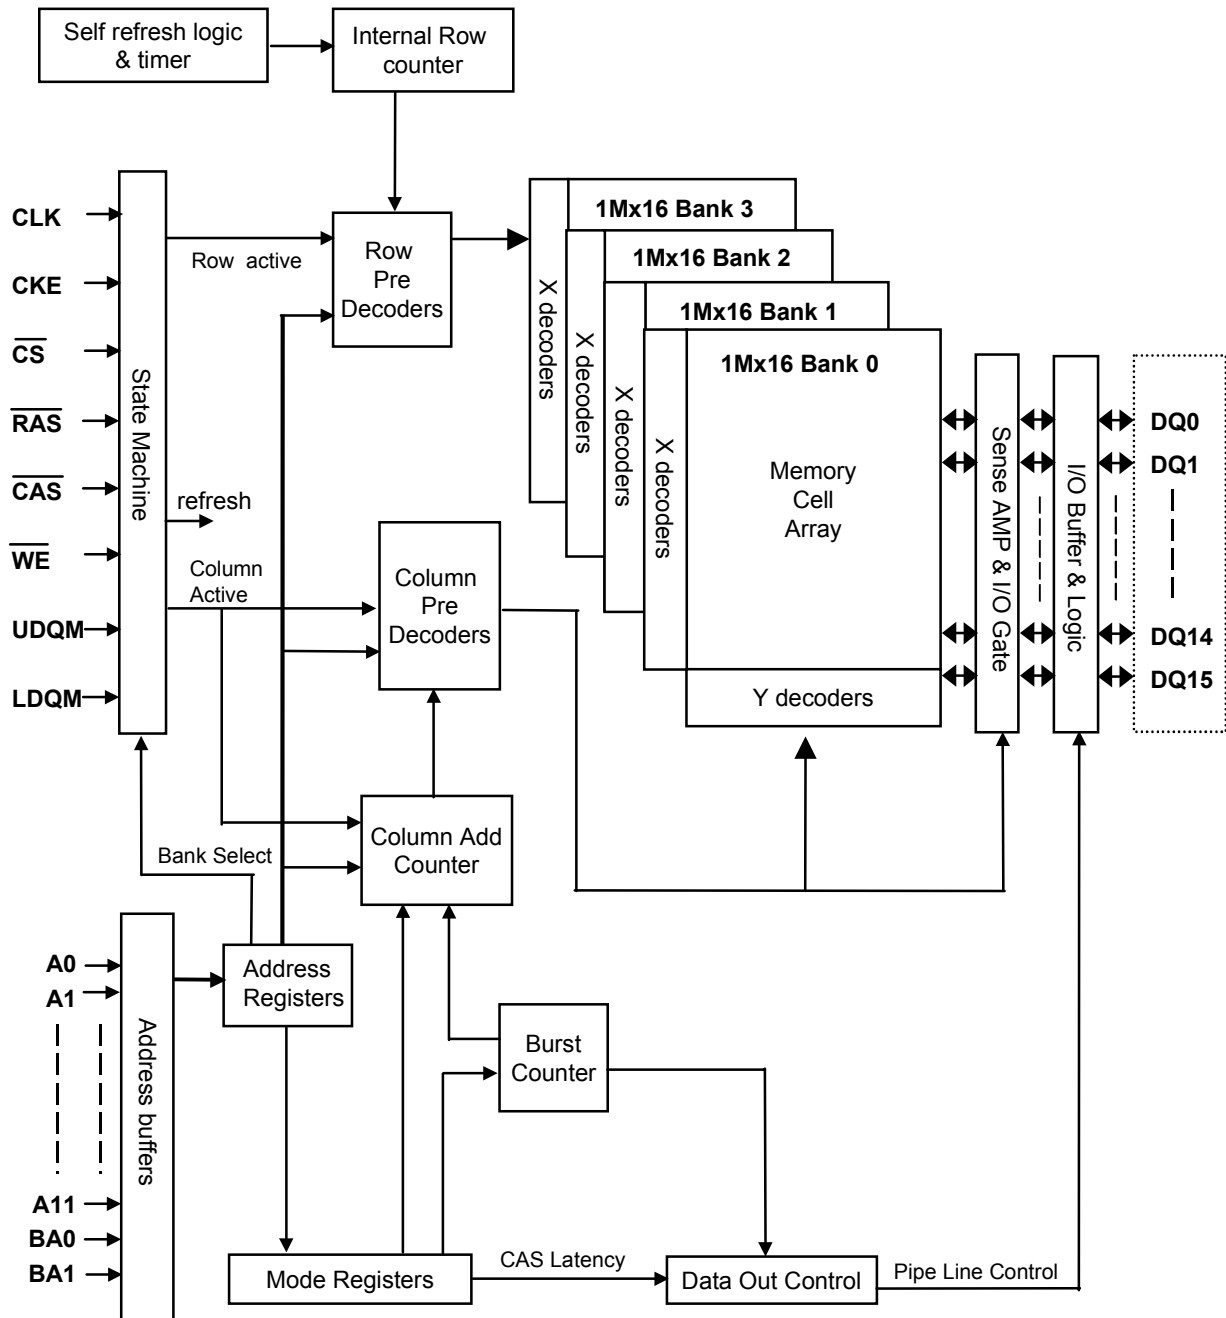 Self refresh logic
& timer
Internal Row
counter
CLK
CKE
CS
RAS
CAS
WE
UDQM
LDQM
State Machine
Row active
refresh
Column
Active
Bank Select
Row
Pre
Decoders
Column
Pre
Decoders
Column Add
Counter
1Mx16 Bank 3
1Mx16 Bank 2
1Mx16 Bank 1
1Mx16 Bank 0
X decoders
X decoders
X decoders
X decoders
Memory
Cell
Array
Y decoders
Sense AMP & I/O Gate
I/O Buffer & Logic
DQ0
DQ1
DQ14
DQ15
A0
A1
A11
BA0
BA1
Address buffers
Address
Registers
Burst
Counter
Mode Registers
CAS Latency
Data Out Control
Pipe Line Control